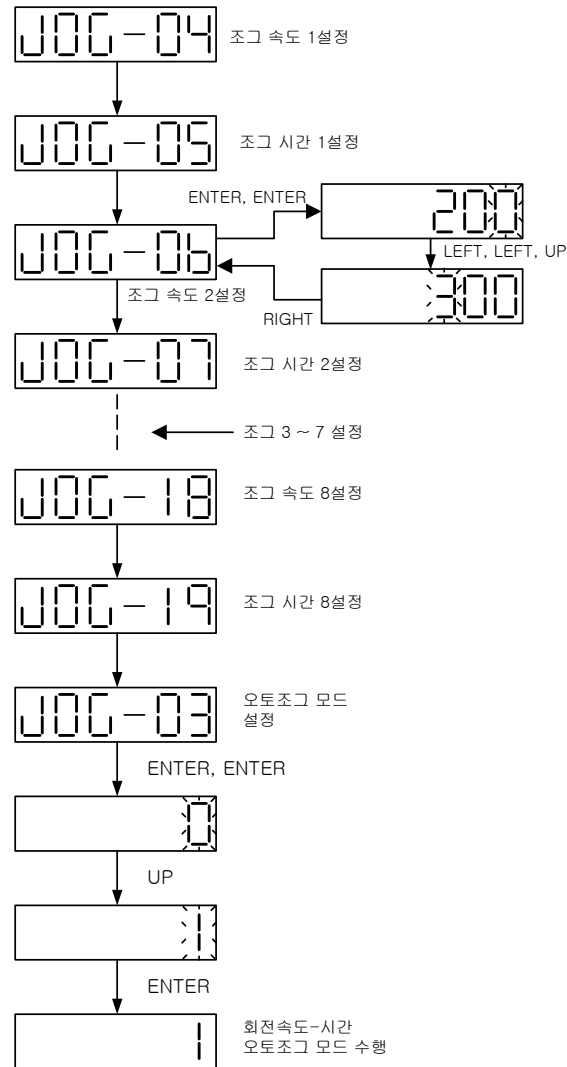 JOG-04
조그 속도 1설정
JOG-05
조그 시간 1설정
ENTER, ENTER
200
JOG-06
LEFT, LEFT, UP
조그 속도 2설정
RIGHT
300
JOG-07
조그 시간 2설정
조그 3 ~ 7 설정
JOG-18
조그 속도 8설정
JOG-19
조그 시간 8설정
JOG-03
오토조그 모드
설정
ENTER, ENTER
0
UP
1
ENTER
1
회전속도-시간
오토조그 모드 수행